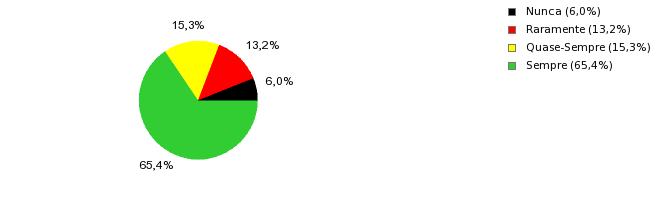 15,3%
13,2%
6,0%
65,4%
Nunca (6,0%)
Raramente (13,2%)
Quase-Sempre (15,3%)
Sempre (65,4%)